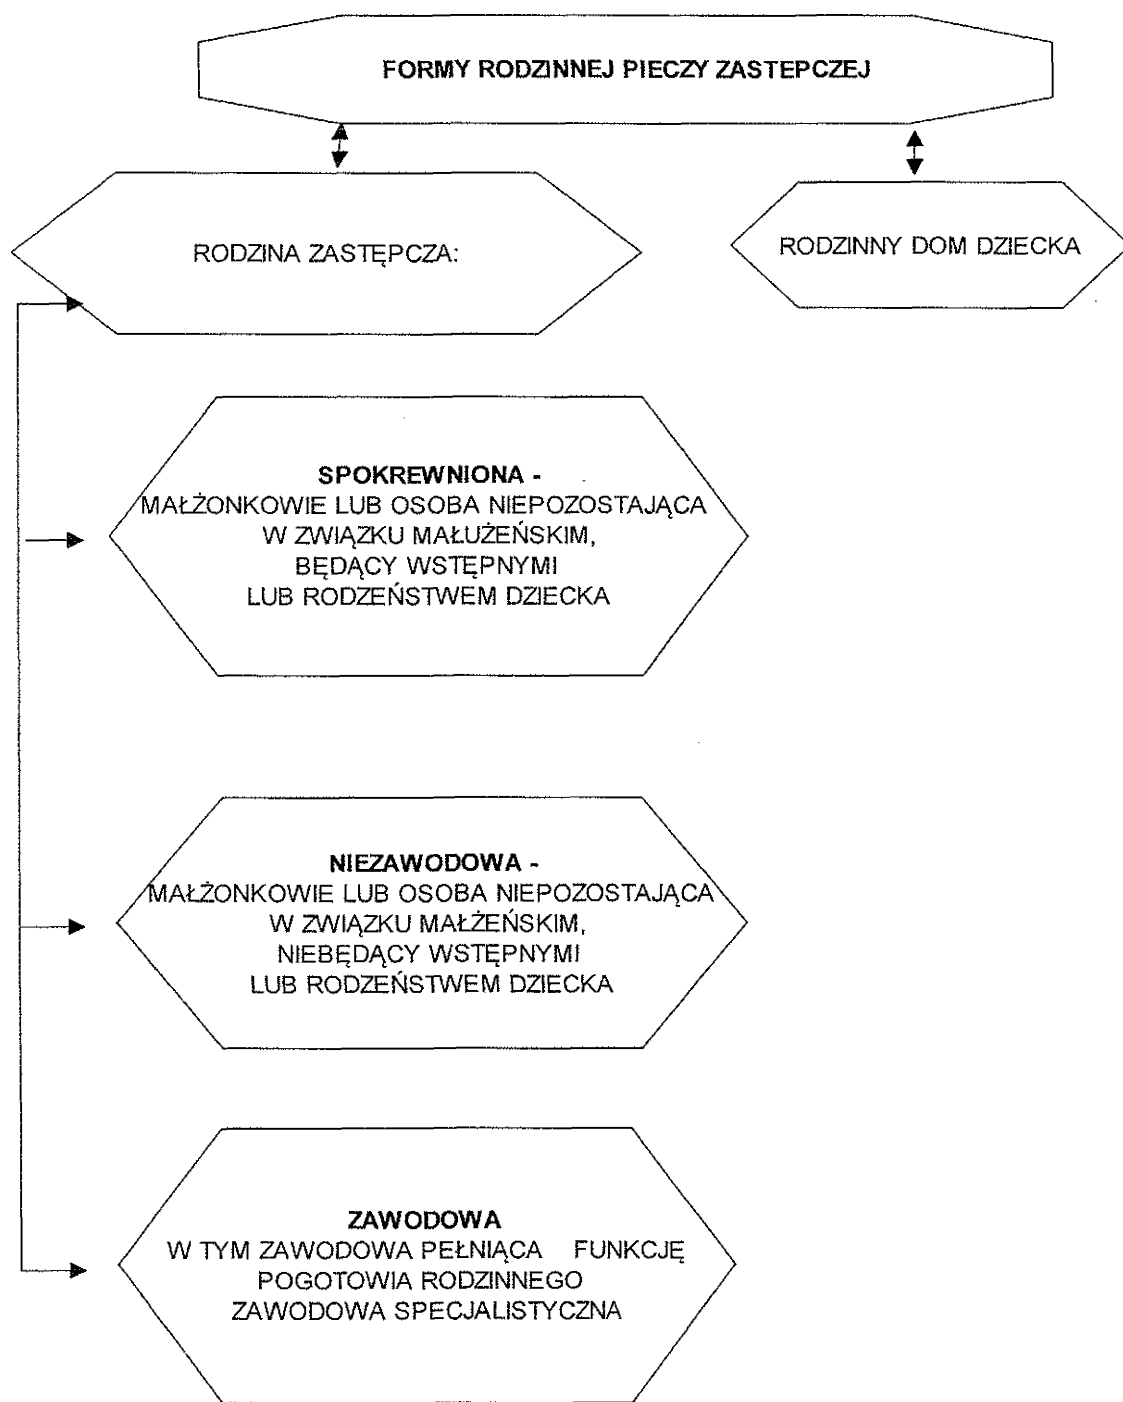 FORMY RODZINNEJ PIECZY ZASTEPCZEJ
RODZINA ZASTĘPCZA:
RODZINNY DOM DZIECKA
SPOKREWNIONA -
MAŁŻONKOWIE LUB OSOBA NIEPOZOSTAJĄCA
W ZWIĄZKU MAŁUŻEŃSKIM,
BĘDĄCY WSTĘPNYMI
LUB RODZEŃSTWEM DZIECKA
NIEZAWODOWA -
MAŁŻONKOWIE LUB OSOBA NIEPOZOSTAJĄCA
W ZWIĄZKU MAŁŻEŃSKIM,
NIEBĘDĄCY WSTĘPNYMI
LUB RODZEŃSTWEM DZIECKA
ZAWODOWA
W TYM ZAWODOWA PEŁNIĄCA FUNKCJĘ
POGOTOWIA RODZINNEGO
ZAWODOWA SPECJALISTYCZNA